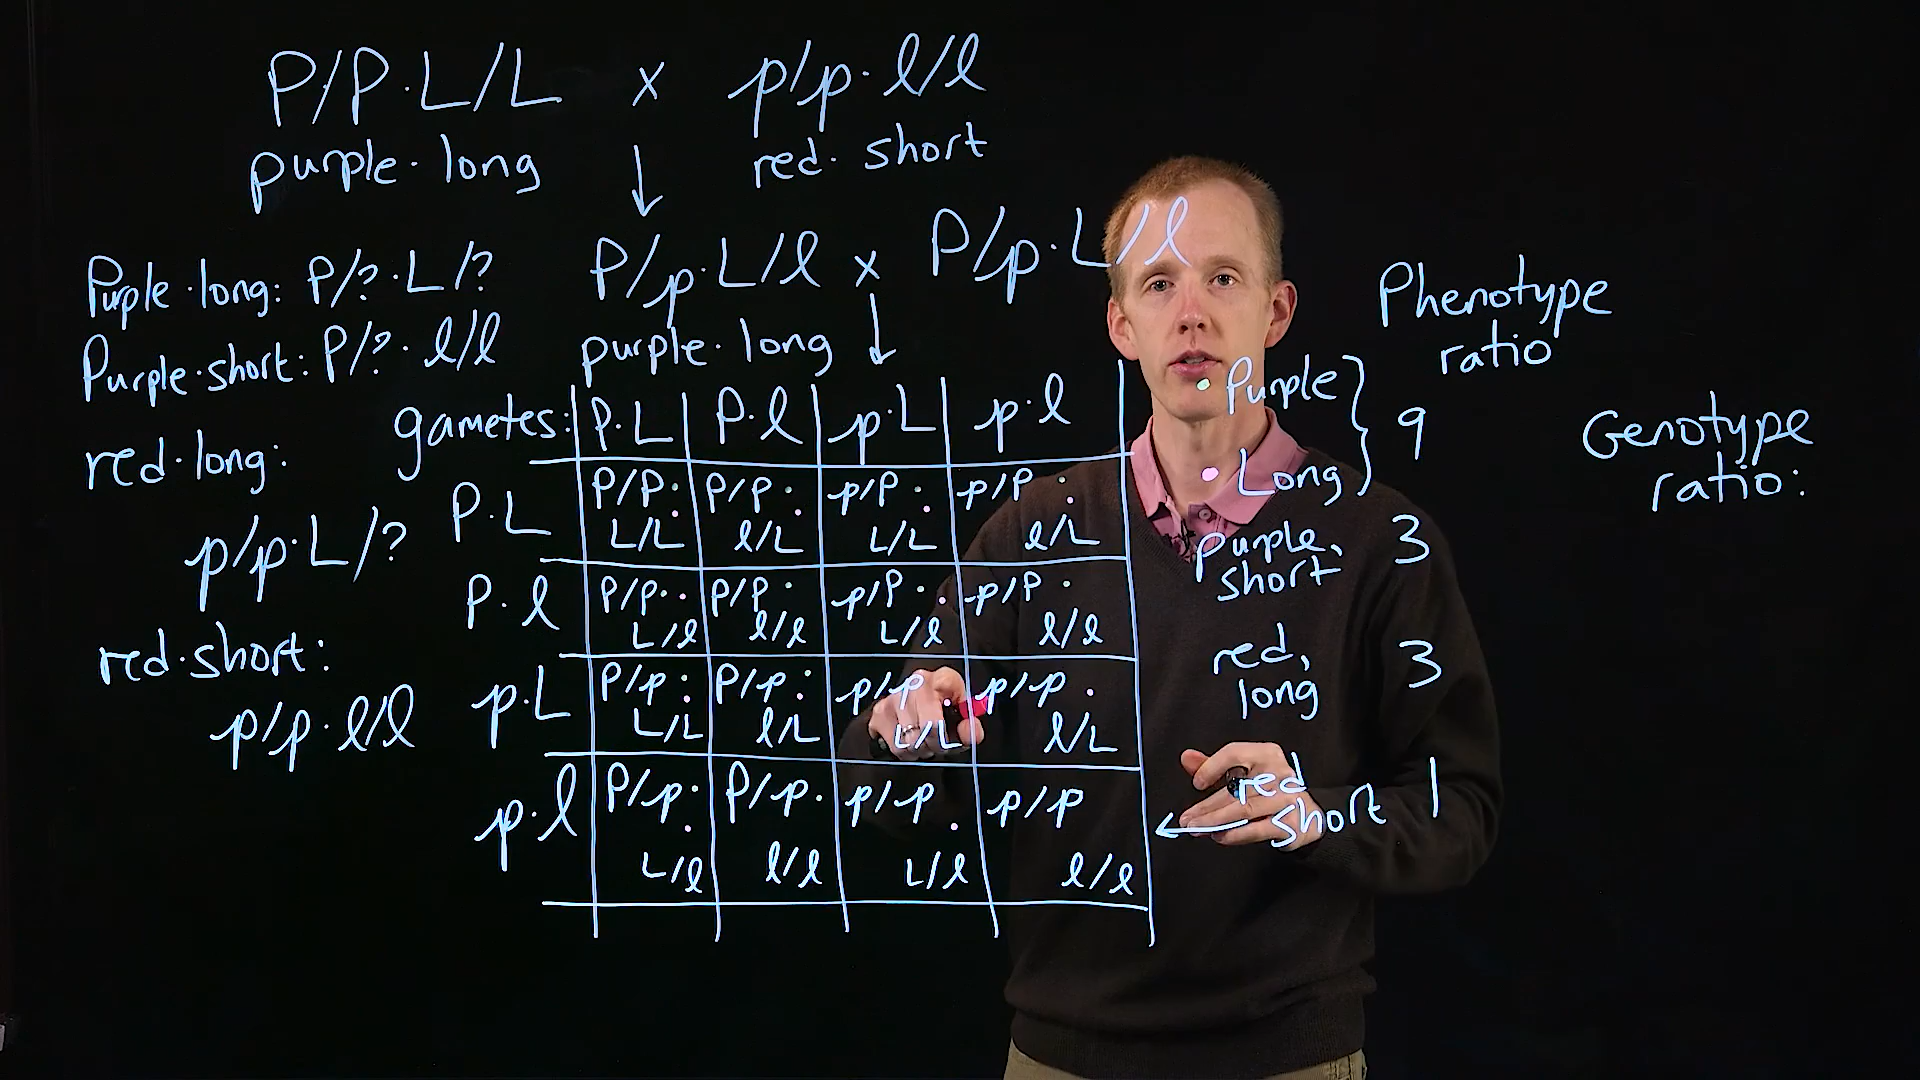 P/P·L/L x p/p·l/l
purple·long red·short
P/p·L/l x P/p·L/l
purple·long
Purple·long: P/?·L/?
Purple·short: P/?·l/l
red·long:
p/p·L/?
red·short:
p/p·l/l
gametes: P·L P·l p·L p·l
P·L P/P· P/P· p/P· p/P·
L/L l/L L/L l/L
P·l P/P· P/P· p/P· p/P·
L/l l/l L/l l/l
p·L P/p· P/p· p/p p/p·
L/L l/L L/L l/L
p·l P/p· P/p· p/p· p/p
L/l l/l L/l l/l
Phenotype
ratio
• Purple
9
• Long
purple, 3
short
red, 3
long
red
short 1
Genotype
ratio: